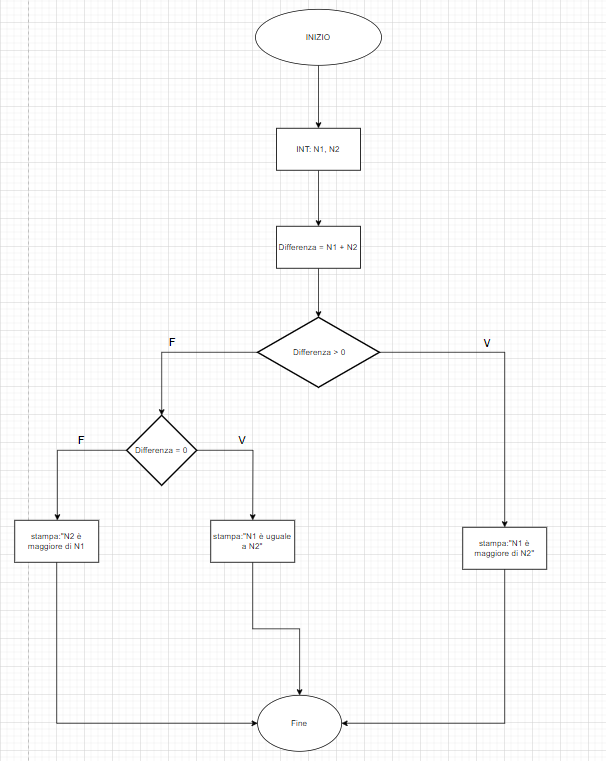 INIZIO
INT: N1, N2
Differenza = N1 + N2
Differenza > 0
F
V
Differenza = 0
F
V
stampa:"N2 è
maggiore di N1
stampa:"N1 è uguale
a N2"
stampa:"N1 è
maggiore di N2"
Fine